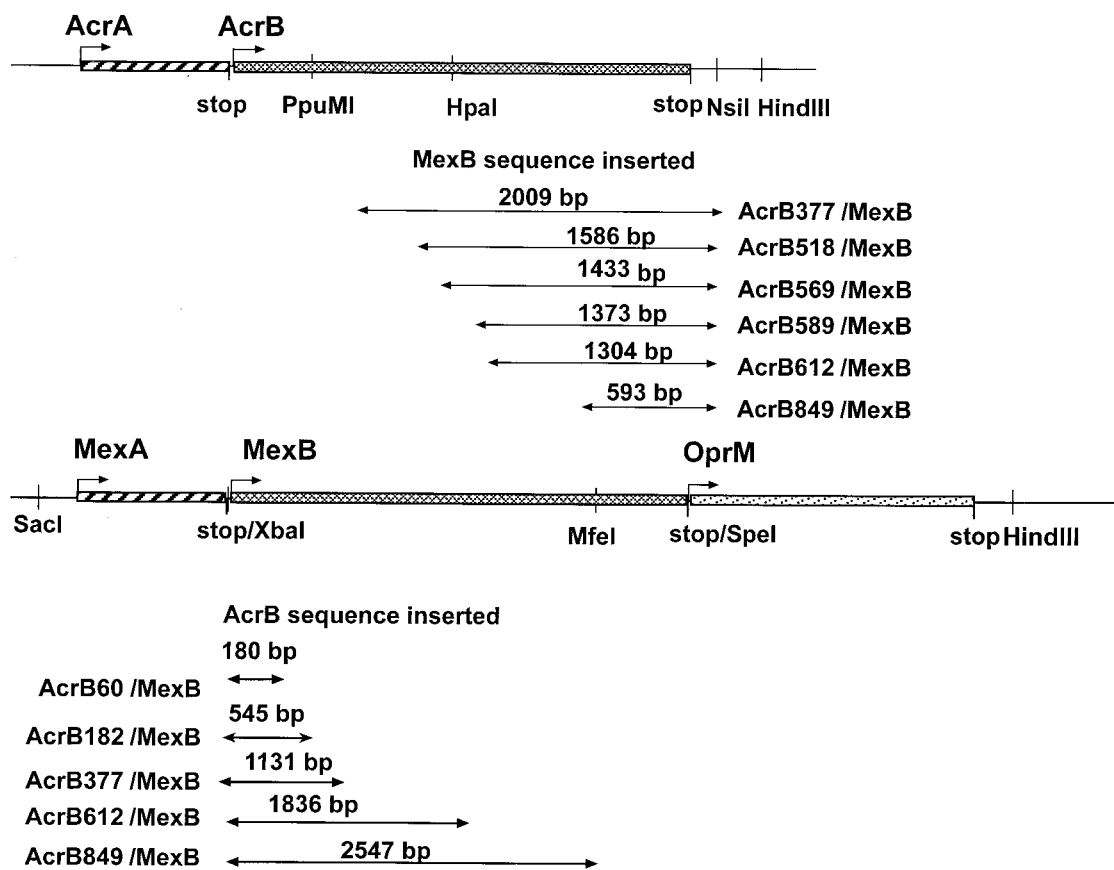 AcrA AcrB
stop PpuMI HpaI stop NsiI HindIII
MexB sequence inserted
2009 bp AcrB377 /MexB
1586 bp AcrB518 /MexB
1433 bp AcrB569 /MexB
1373 bp AcrB589 /MexB
1304 bp AcrB612 /MexB
593 bp AcrB849 /MexB
MexA MexB OprM
SacI stop/XbaI MfeI stop/SpeI stop HindIII
AcrB sequence inserted
180 bp
AcrB60 /MexB
545 bp
AcrB182 /MexB
1131 bp
AcrB377 /MexB
1836 bp
AcrB612 /MexB
2547 bp
AcrB849 /MexB